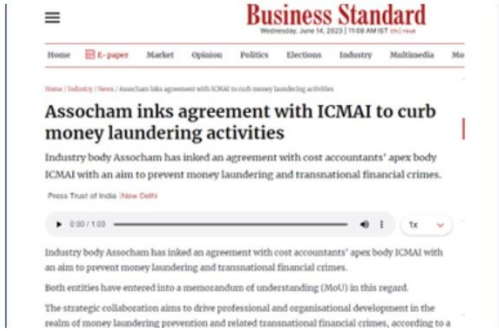 Business Standard
Wednesday, June 14, 2023 | 11:08 AM IST
Home E-paper Market Opinion Politics Elections Industry Multimedia Mo
Home / Industry / News / Assocham inks agreement with ICMAI to curb money laundering activities
Assocham inks agreement with ICMAI to curb
money laundering activities
Industry body Assocham has inked an agreement with cost accountants' apex body
ICMAI with an aim to prevent money laundering and transnational financial crimes.
Press Trust of India | New Delhi
0:00 / 1:03 1x
Industry body Assocham has inked an agreement with cost accountants' apex body ICMAI with
an aim to prevent money laundering and transnational financial crimes.
Both entities have entered into a memorandum of understanding (MoU) in this regard.
The strategic collaboration aims to drive professional and organisational development in the
realm of money laundering prevention and related transnational financial crimes, according to a